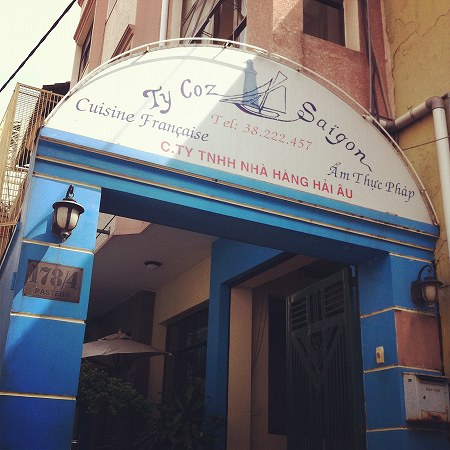 Ty Coz Saigon
Cuisine Française
Tel: 38.222.457
Ẩm Thực Pháp
C.TY TNHH NHÀ HÀNG HẢI ÂU
178/4
PASTEUR